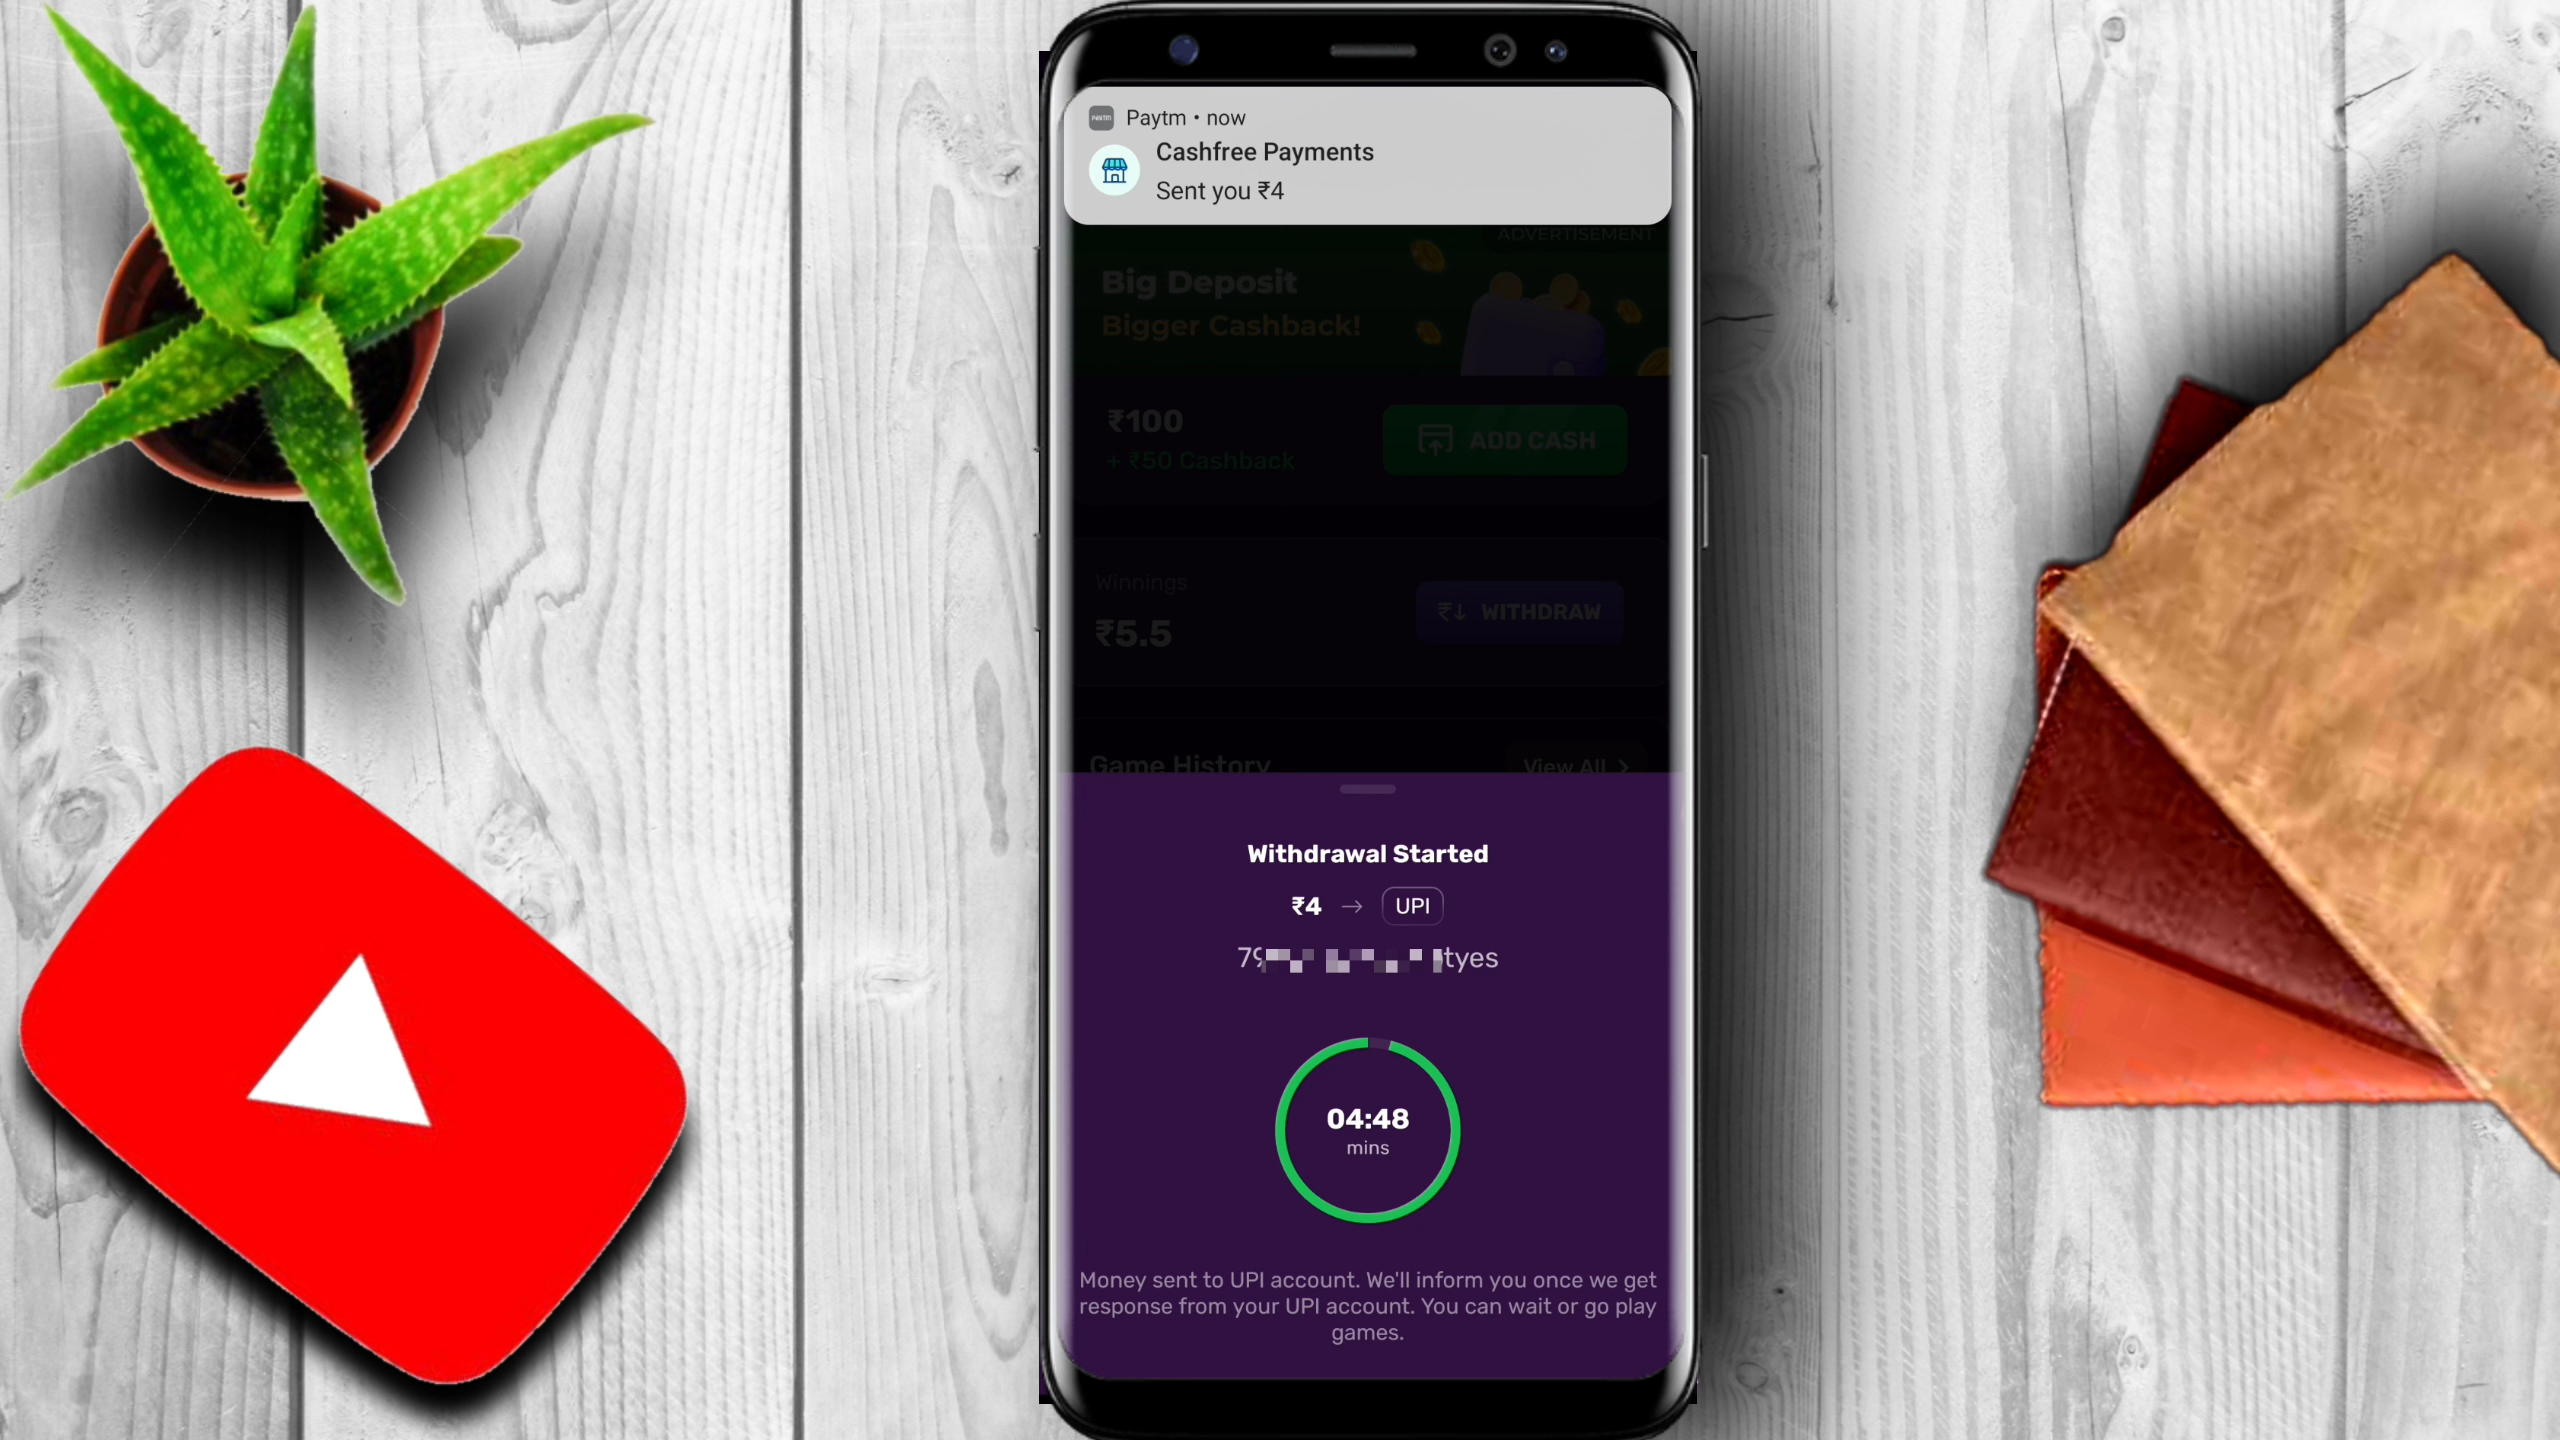 Paytm • now
Cashfree Payments
Sent you ₹4
ADVERTISEMENT
Big Deposit
Bigger Cashback!
₹100
+ ₹50 Cashback
ADD CASH
Winnings
₹5.5
₹↓ WITHDRAW
Game History
View All >
Withdrawal Started
₹4 → UPI
tyes
04:48
mins
Money sent to UPI account. We'll inform you once we get
response from your UPI account. You can wait or go play
games.